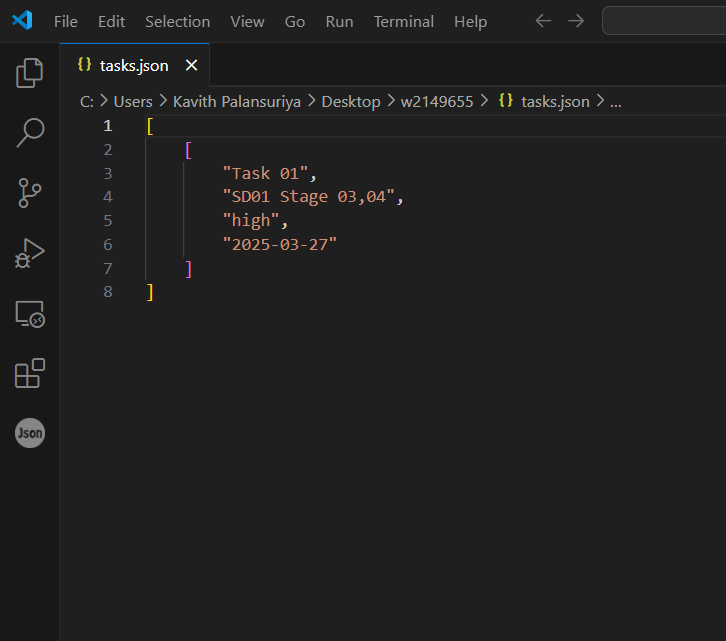 File Edit Selection View Go Run Terminal Help
{} tasks.json
C: > Users > Kavith Palansuriya > Desktop > w2149655 > {} tasks.json > ...
1 [
2 [
3 "Task 01",
4 "SD01 Stage 03,04",
5 "high",
6 "2025-03-27"
7 ]
8 ]
Json